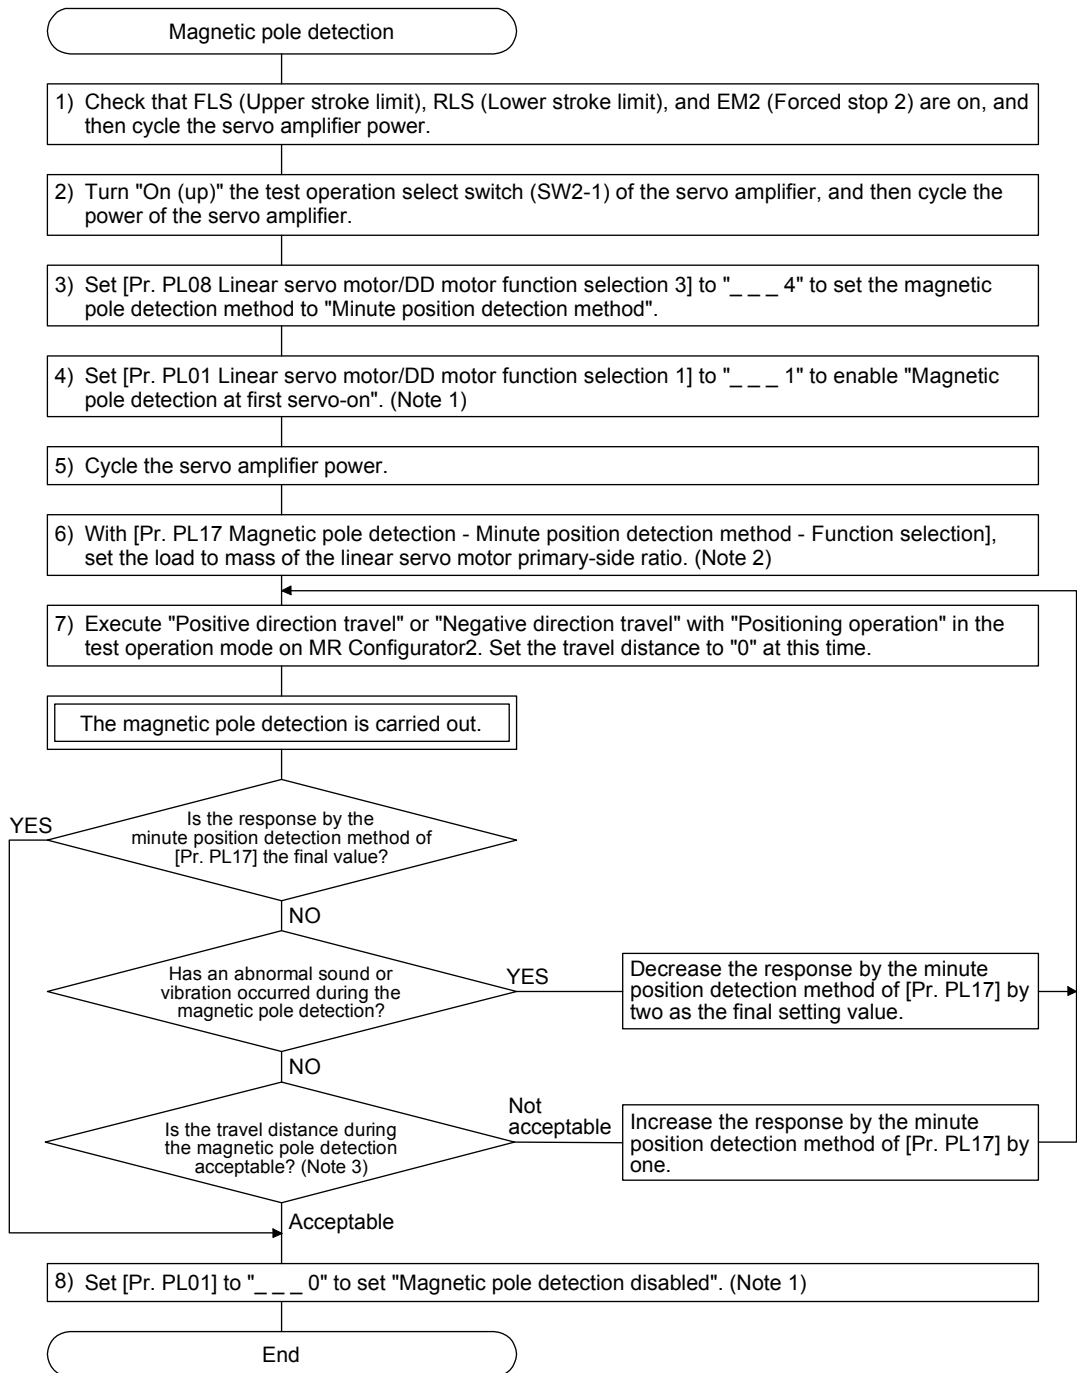 Magnetic pole detection
1) Check that FLS (Upper stroke limit), RLS (Lower stroke limit), and EM2 (Forced stop 2) are on, and
then cycle the servo amplifier power.
2) Turn "On (up)" the test operation select switch (SW2-1) of the servo amplifier, and then cycle the
power of the servo amplifier.
3) Set [Pr. PL08 Linear servo motor/DD motor function selection 3] to "_ _ _ 4" to set the magnetic
pole detection method to "Minute position detection method".
4) Set [Pr. PL01 Linear servo motor/DD motor function selection 1] to "_ _ _ 1" to enable "Magnetic
pole detection at first servo-on". (Note 1)
5) Cycle the servo amplifier power.
6) With [Pr. PL17 Magnetic pole detection - Minute position detection method - Function selection],
set the load to mass of the linear servo motor primary-side ratio. (Note 2)
7) Execute "Positive direction travel" or "Negative direction travel" with "Positioning operation" in the
test operation mode on MR Configurator2. Set the travel distance to "0" at this time.
The magnetic pole detection is carried out.
YES
Is the response by the
minute position detection method of
[Pr. PL17] the final value?
NO
Has an abnormal sound or
vibration occurred during the
magnetic pole detection?
YES
Decrease the response by the minute
position detection method of [Pr. PL17] by
two as the final setting value.
NO
Is the travel distance during
the magnetic pole detection
acceptable? (Note 3)
Not
acceptable
Increase the response by the minute
position detection method of [Pr. PL17] by
one.
Acceptable
8) Set [Pr. PL01] to "_ _ _ 0" to set "Magnetic pole detection disabled". (Note 1)
End